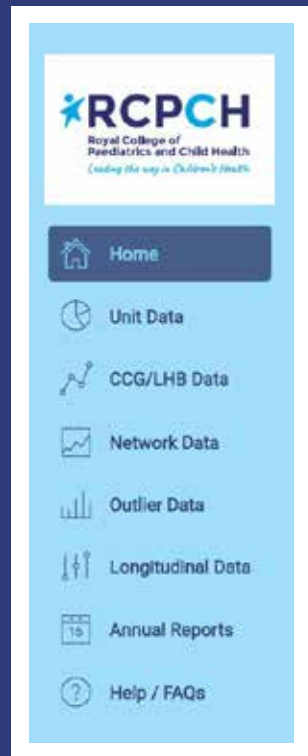 RCPCH
Royal College of
Paediatrics and Child Health
Leading the way in Children's Health
Home
Unit Data
CCG/LHB Data
Network Data
Outlier Data
Longitudinal Data
16
Annual Reports
Help / FAQs